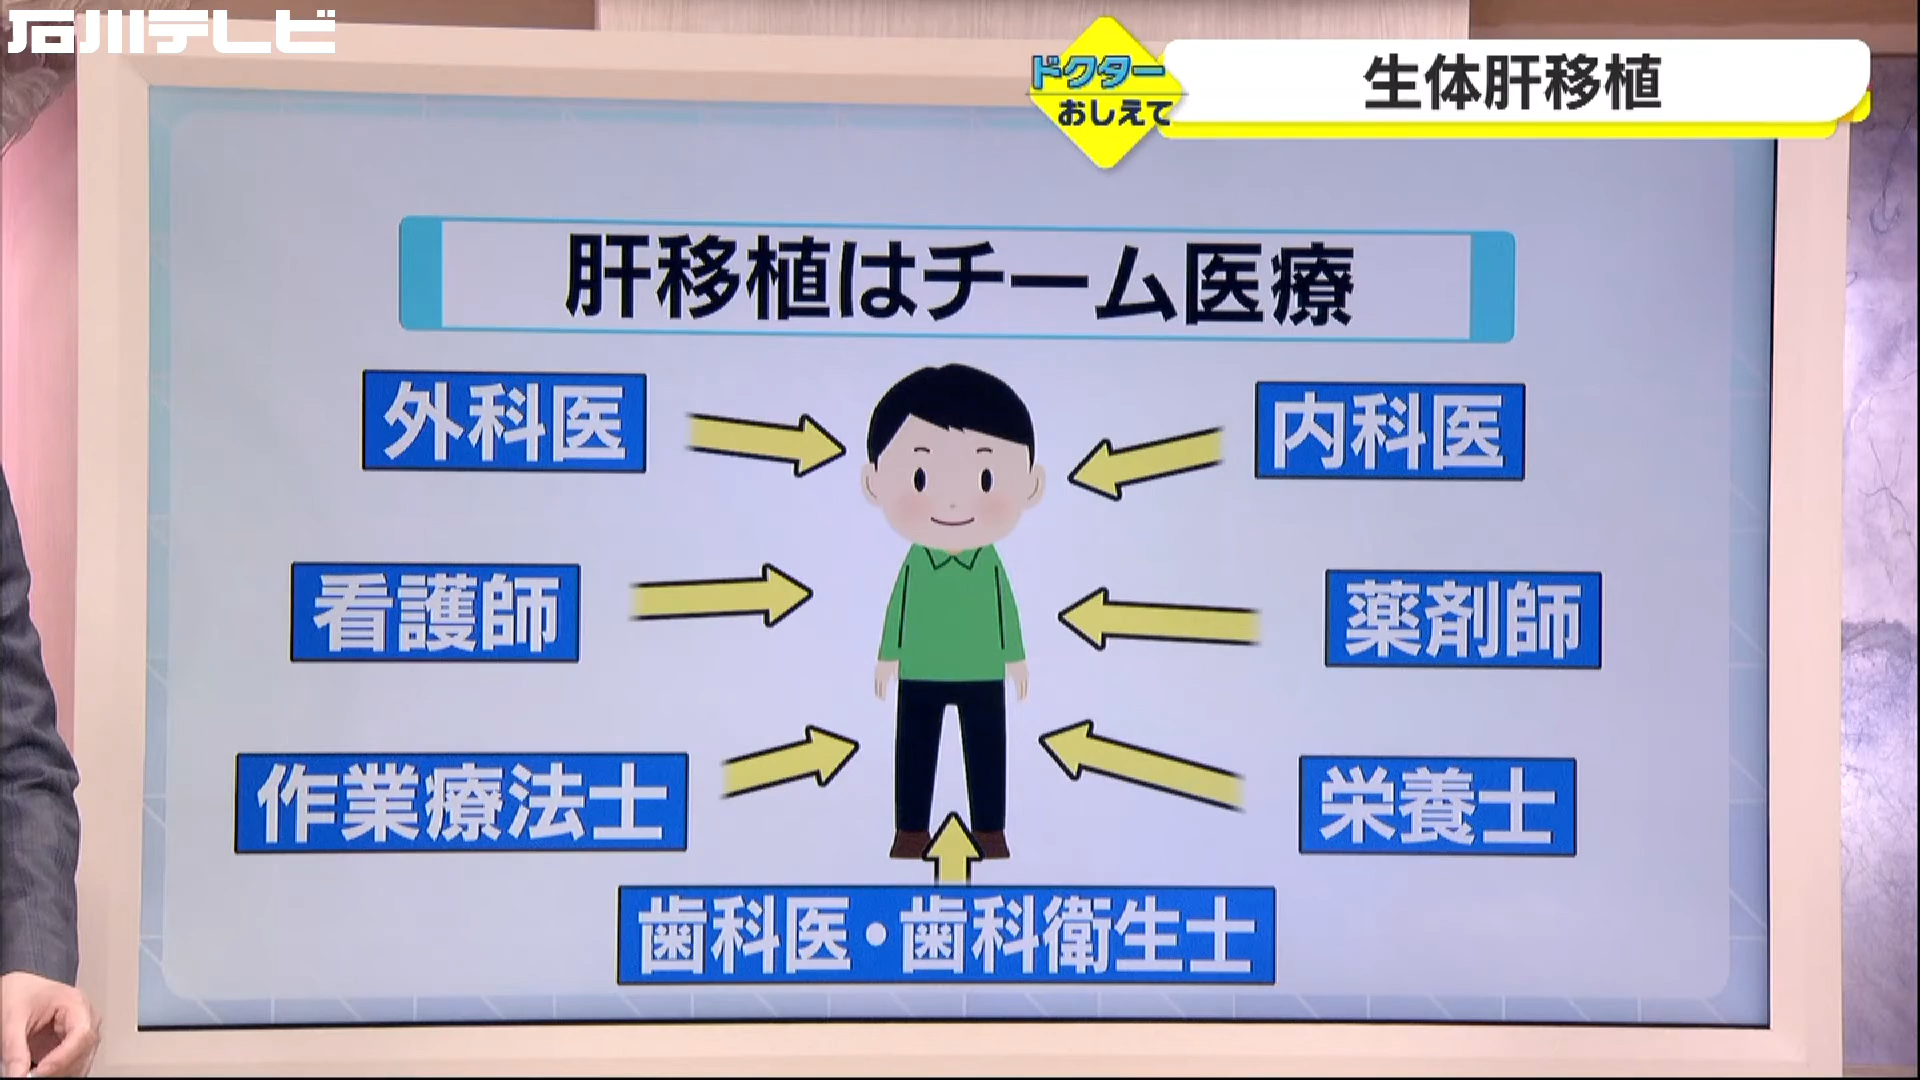 石川テレビ
ドクター
おしえて
生体肝移植
肝移植はチーム医療
外科医
内科医
看護師
薬剤師
作業療法士
栄養士
歯科医・歯科衛生士